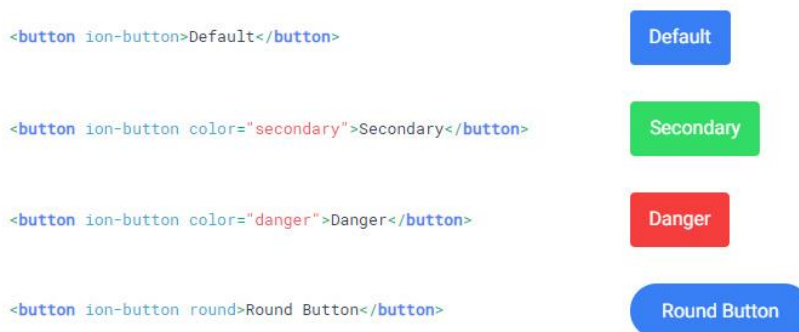 <button ion-button>Default</button> Default
<button ion-button color="secondary">Secondary</button> Secondary
<button ion-button color="danger">Danger</button> Danger
<button ion-button round>Round Button</button> Round Button